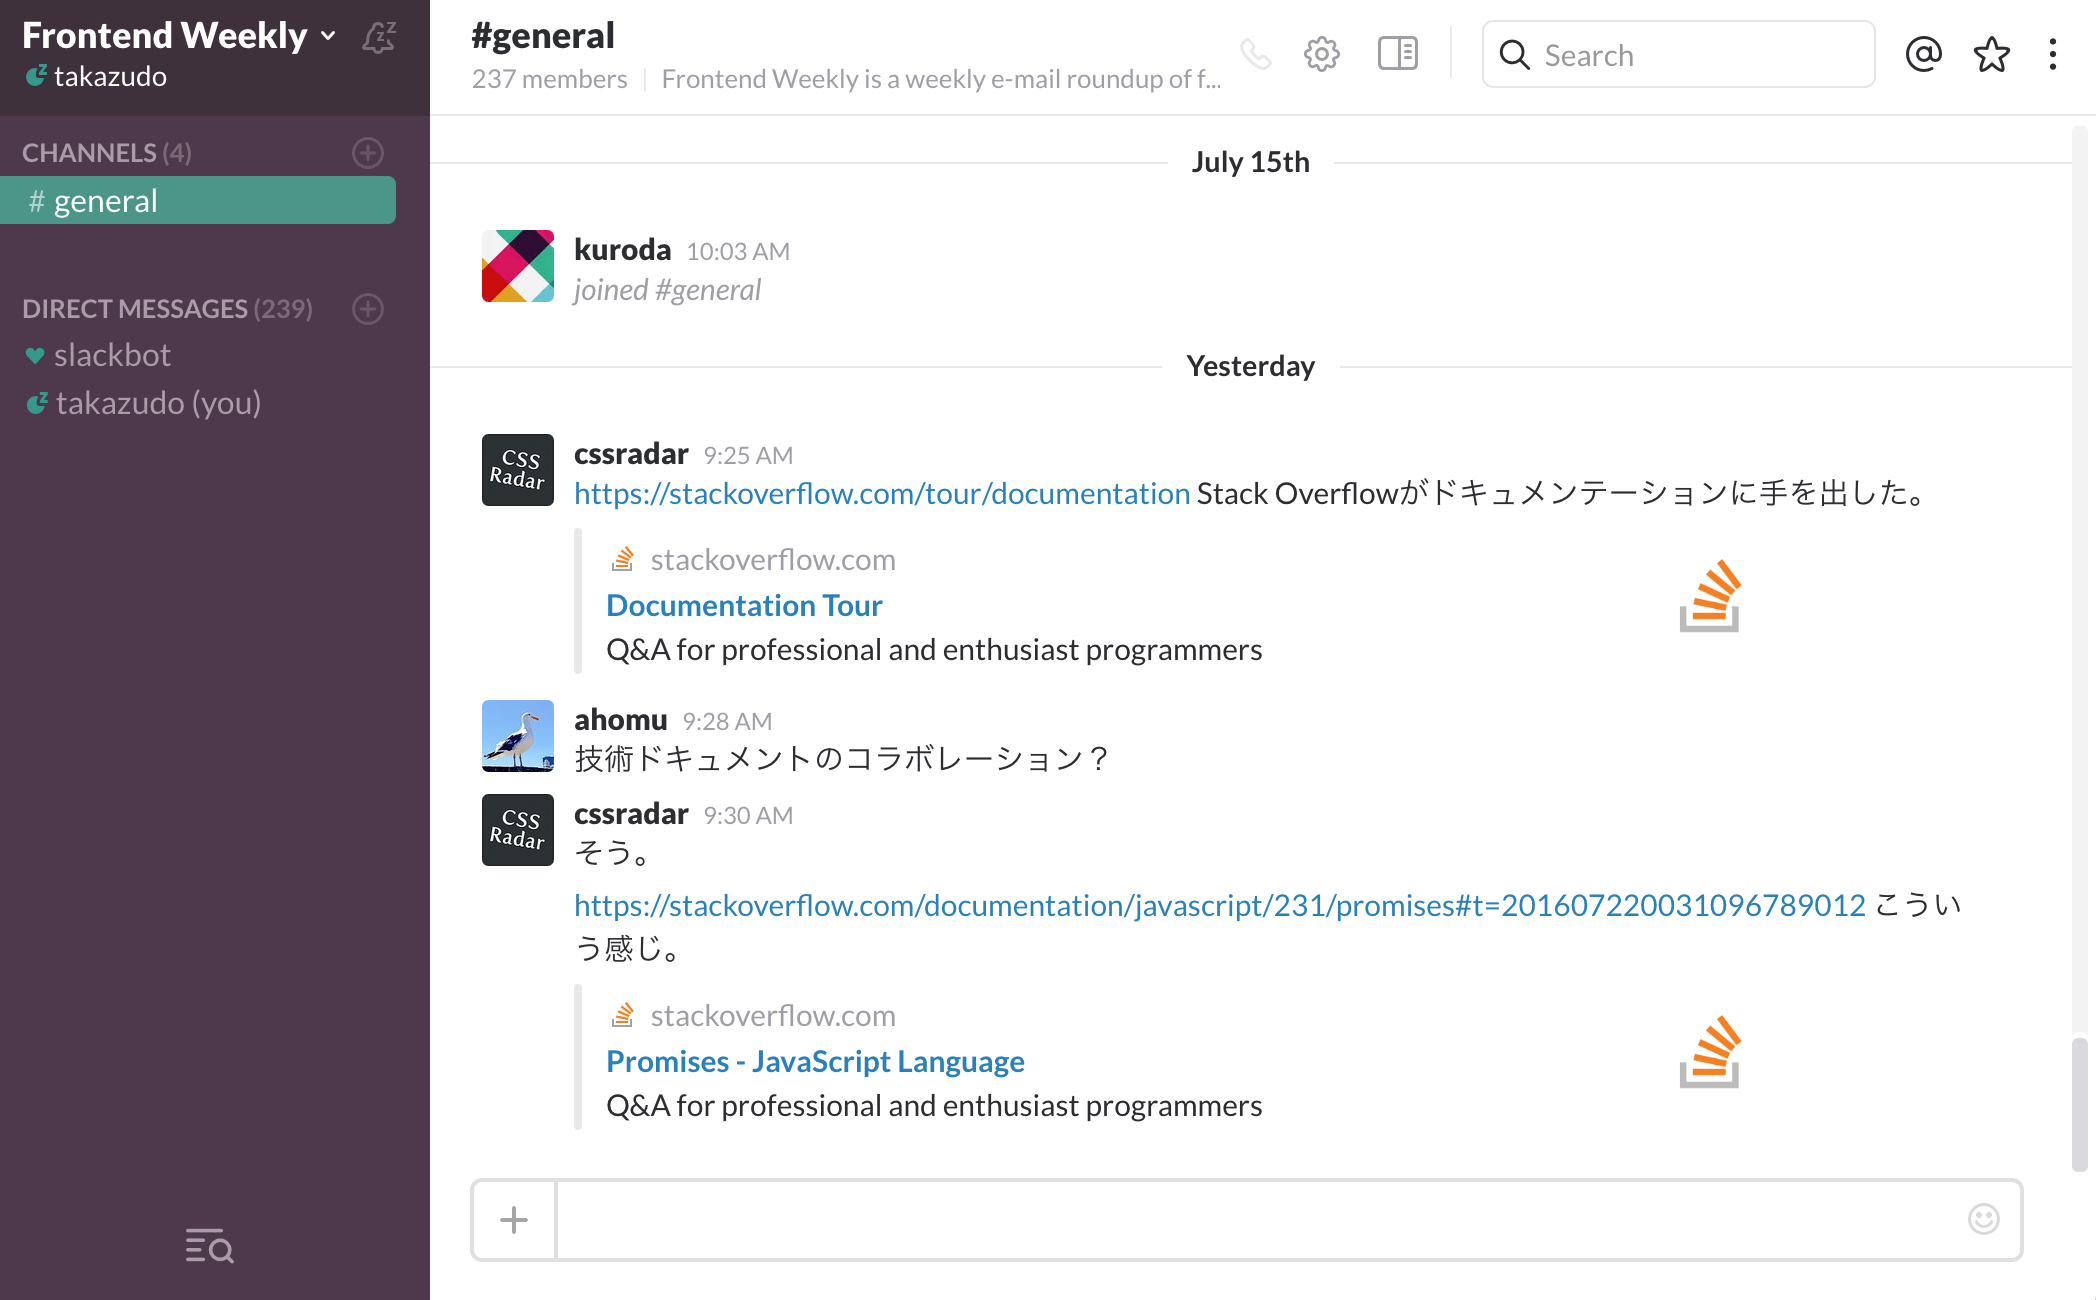 Frontend Weekly
takazudo
CHANNELS (4)
# general
DIRECT MESSAGES (239)
slackbot
takazudo (you)
#general
237 members
Frontend Weekly is a weekly e-mail roundup of f...
Search
July 15th
kuroda 10:03 AM
joined #general
Yesterday
CSS
Radar
cssradar 9:25 AM
https://stackoverflow.com/tour/documentation Stack Overflowがドキュメンテーションに手を出した。
stackoverflow.com
Documentation Tour
Q&A for professional and enthusiast programmers
ahomu 9:28 AM
技術ドキュメントのコラボレーション？
CSS
Radar
cssradar 9:30 AM
そう。
https://stackoverflow.com/documentation/javascript/231/promises#t=201607220031096789012 こうい
う感じ。
stackoverflow.com
Promises - JavaScript Language
Q&A for professional and enthusiast programmers